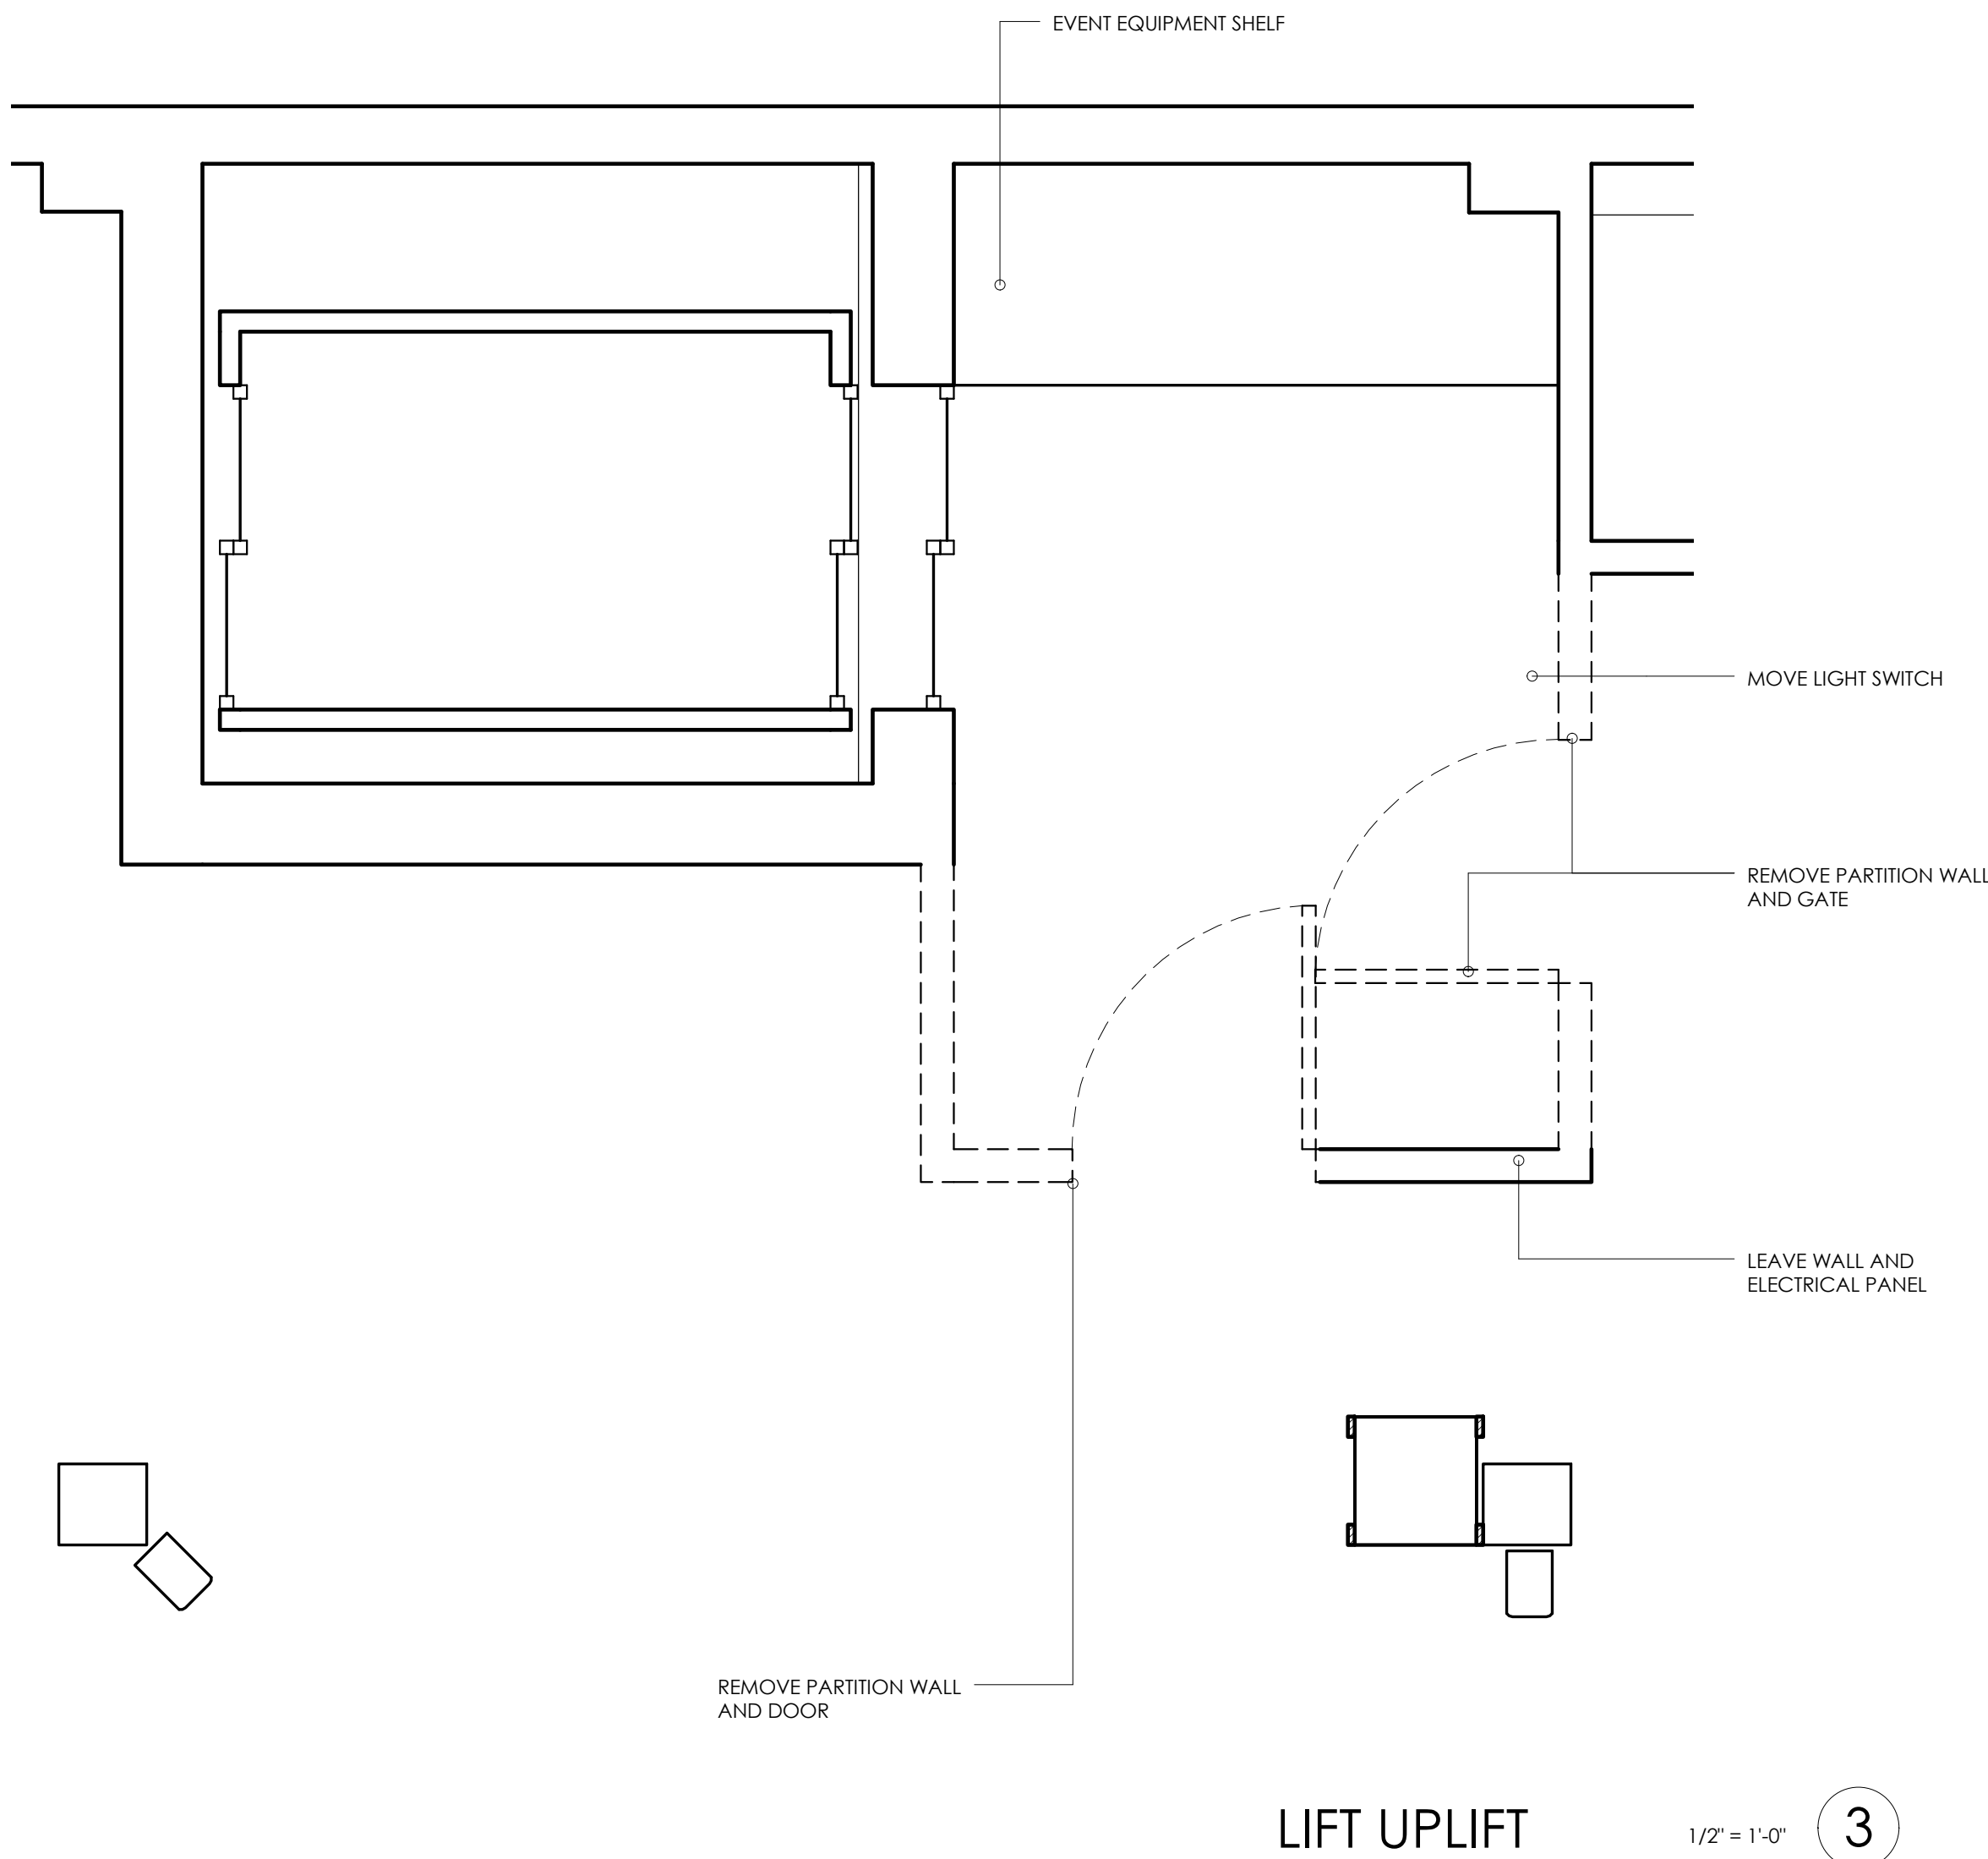 EVENT EQUIPMENT SHELF
MOVE LIGHT SWITCH
REMOVE PARTITION WALL
AND GATE
LEAVE WALL AND
ELECTRICAL PANEL
REMOVE PARTITION WALL
AND DOOR
LIFT UPLIFT
1/2" = 1'-0"
3